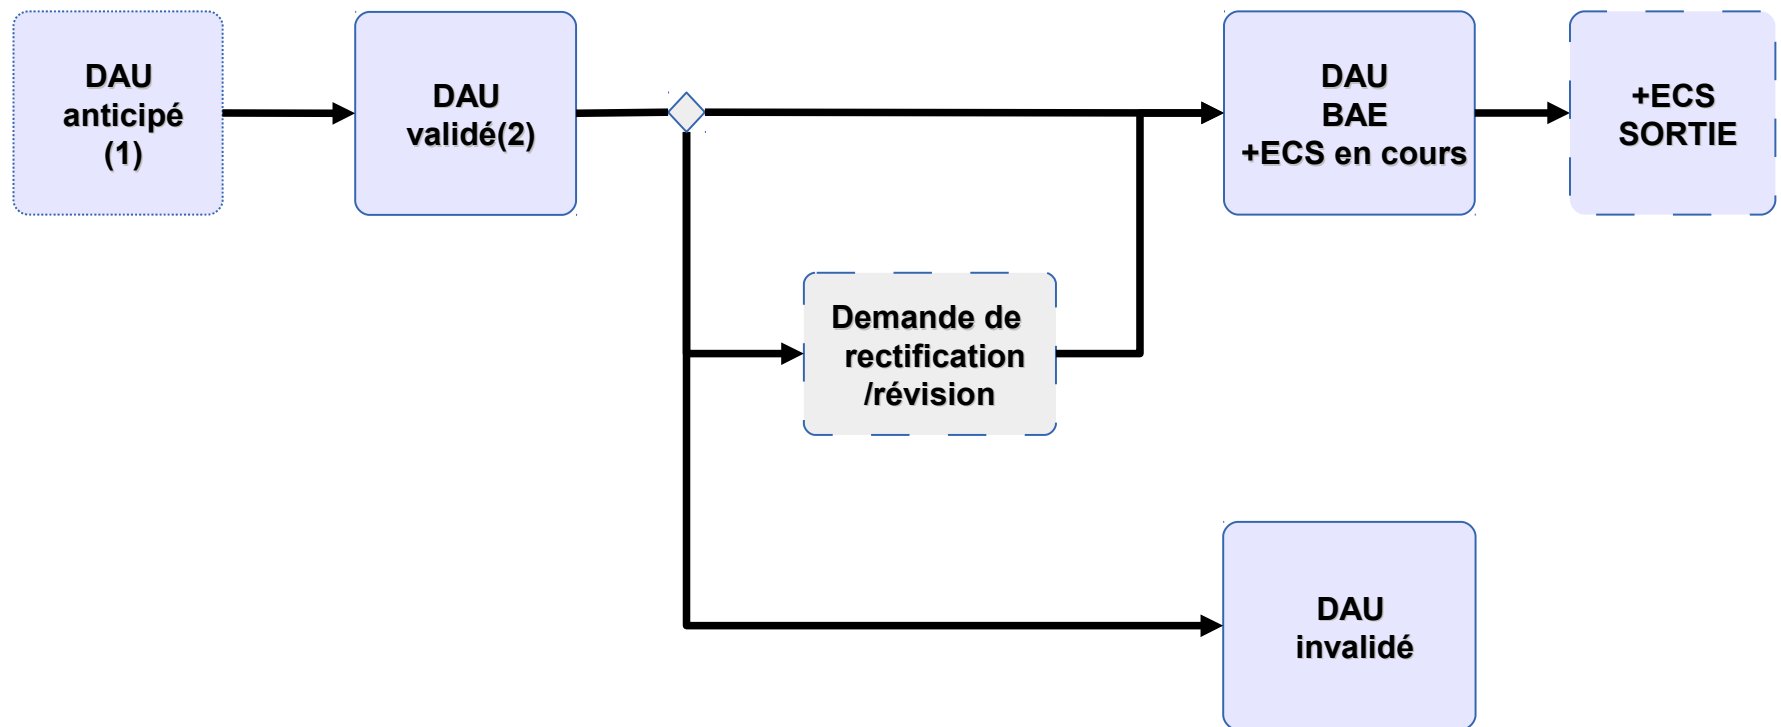 DAU
anticipé
(1)
DAU
validé(2)
DAU
BAE
+ECS en cours
+ECS
SORTIE
Demande de
rectification
/révision
DAU
invalidé